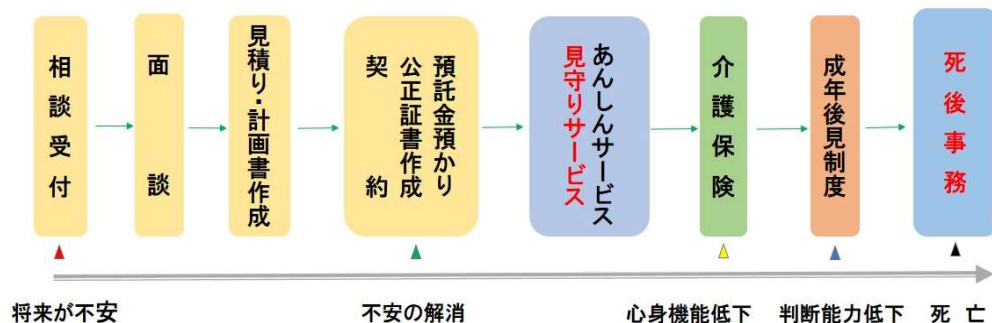 相談受付
面談
見積り・計画書作成
預託金預かり
公正証書作成
契約
あんしんサービス
見守りサービス
介護保険
成年後見制度
死後事務
将来が不安
不安の解消
心身機能低下
判断能力低下
死亡